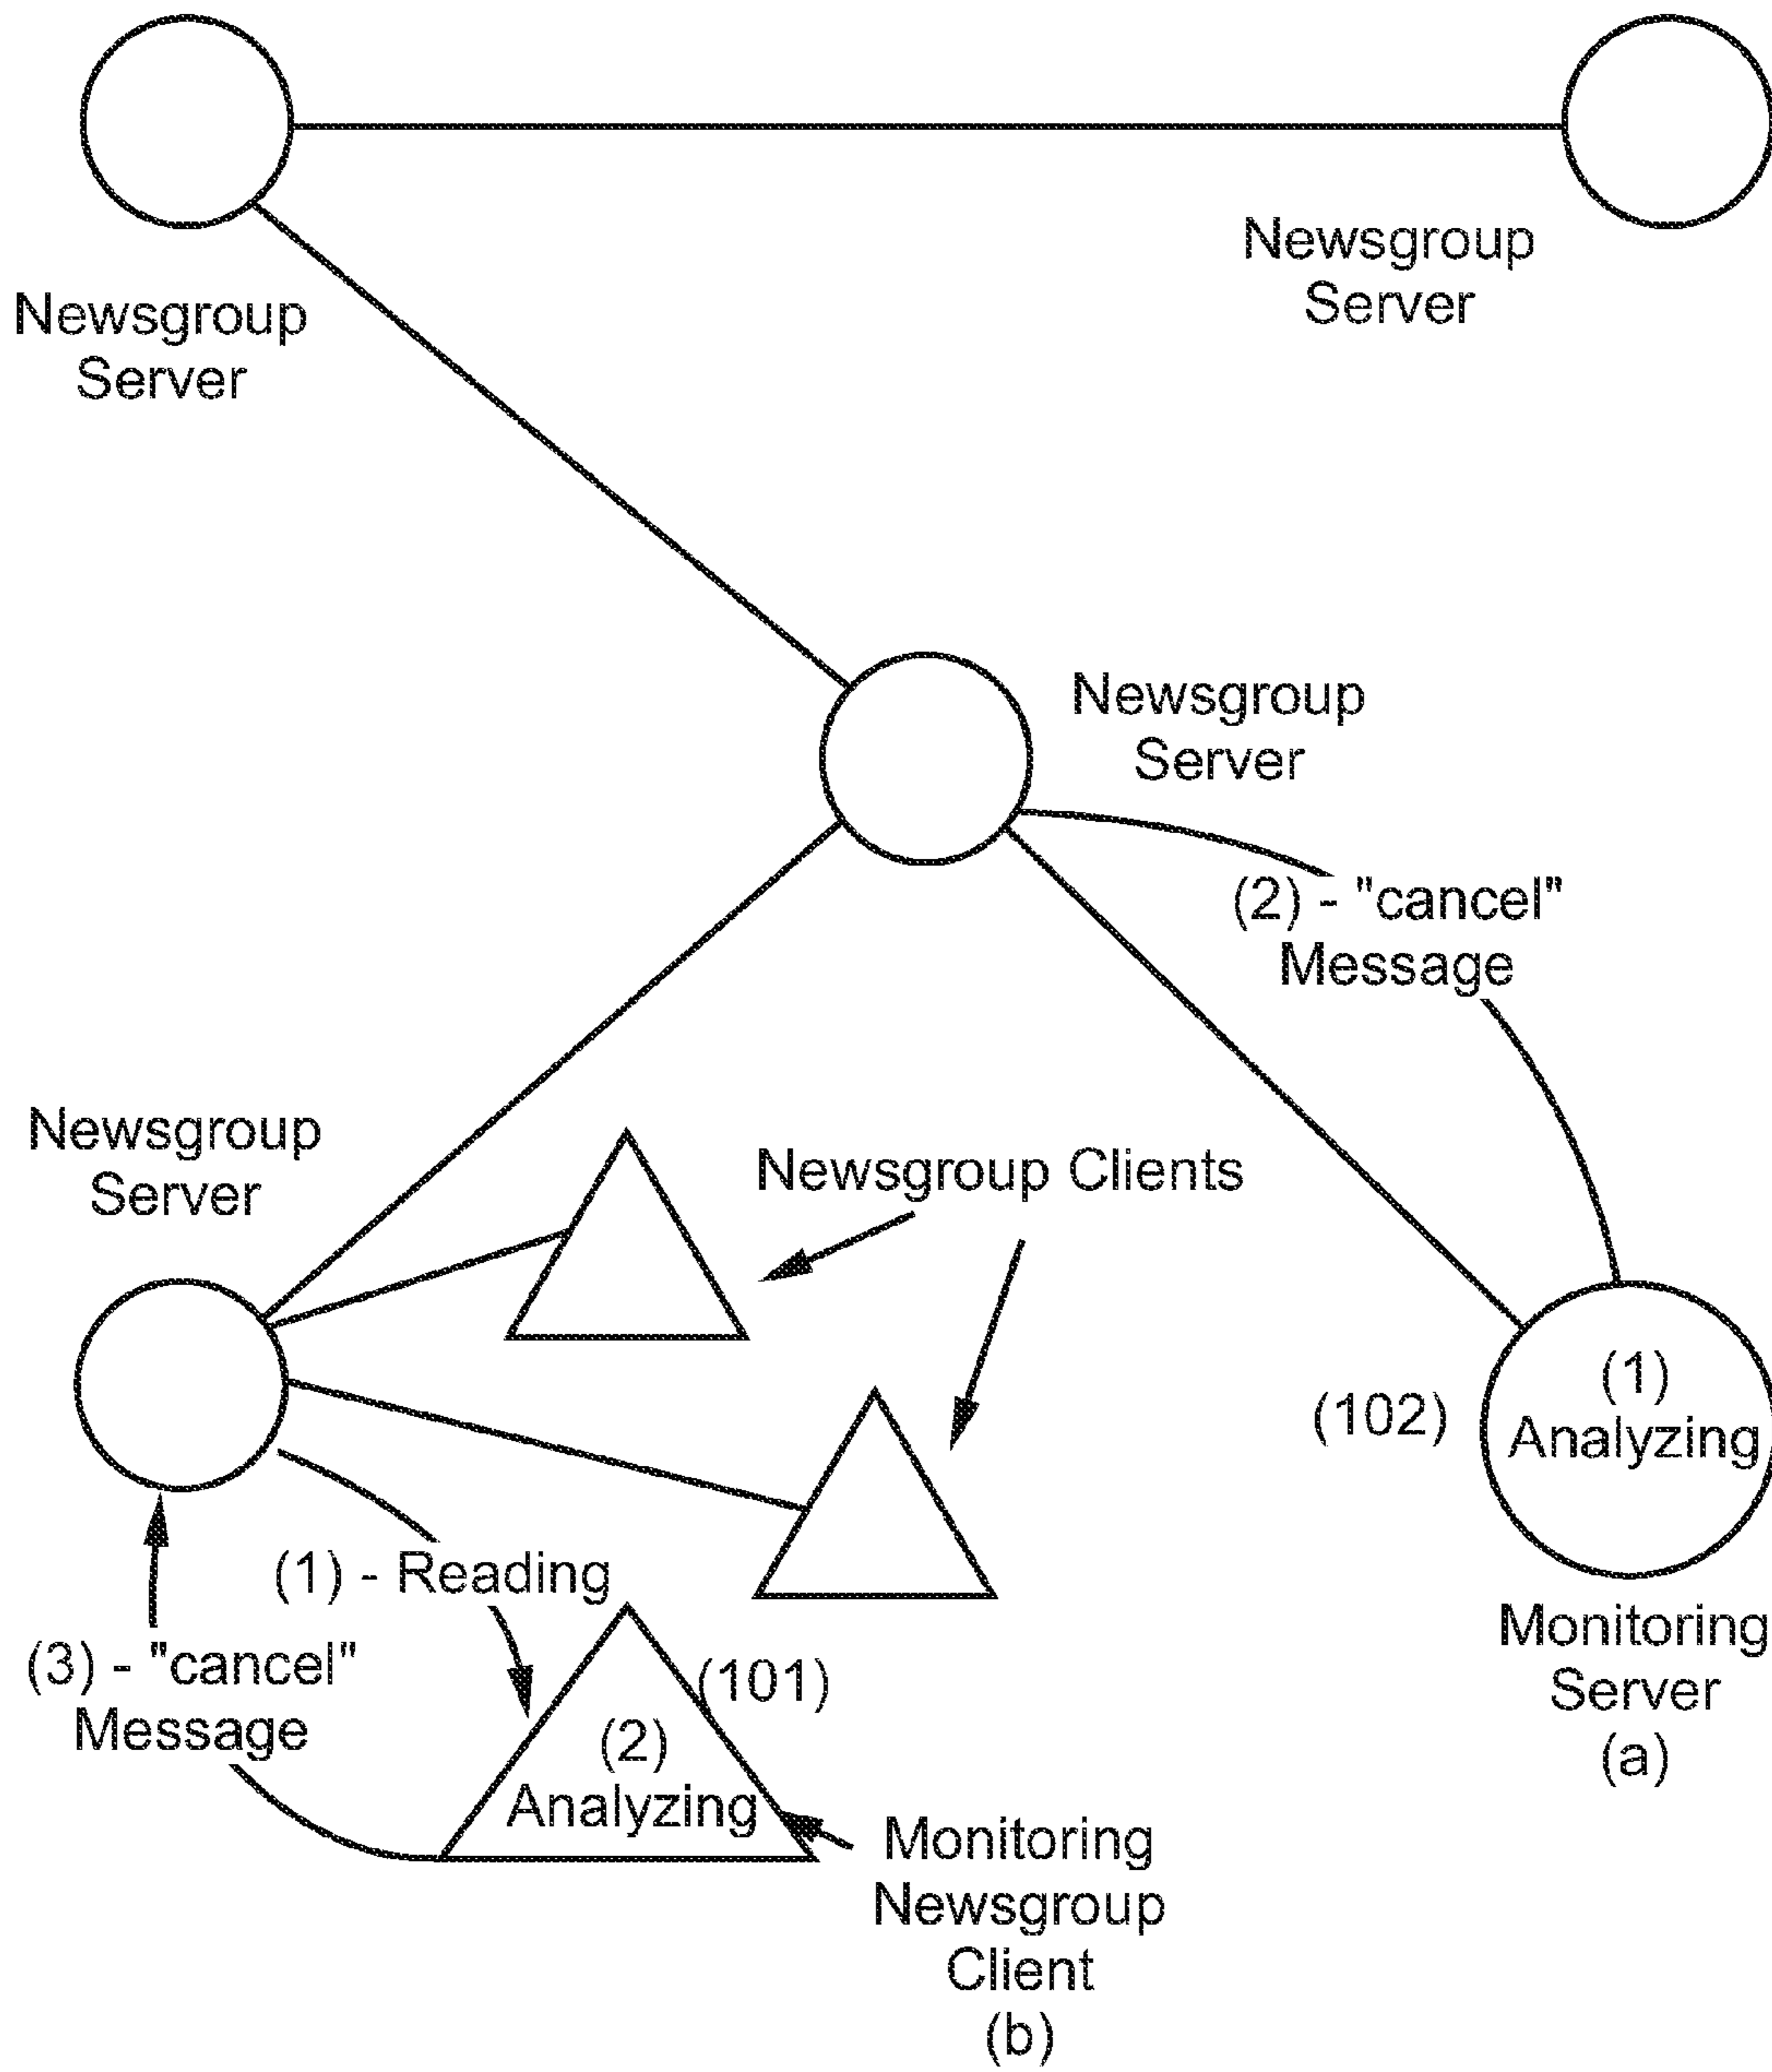 Newsgroup
Server
Newsgroup
Server
Newsgroup
Server
(2) - "cancel"
Message
Newsgroup
Server
Newsgroup Clients
(102)
(1)
Analyzing
Monitoring
Server
(a)
(1) - Reading
(3) - "cancel"
Message
(101)
(2)
Analyzing
Monitoring
Newsgroup
Client
(b)